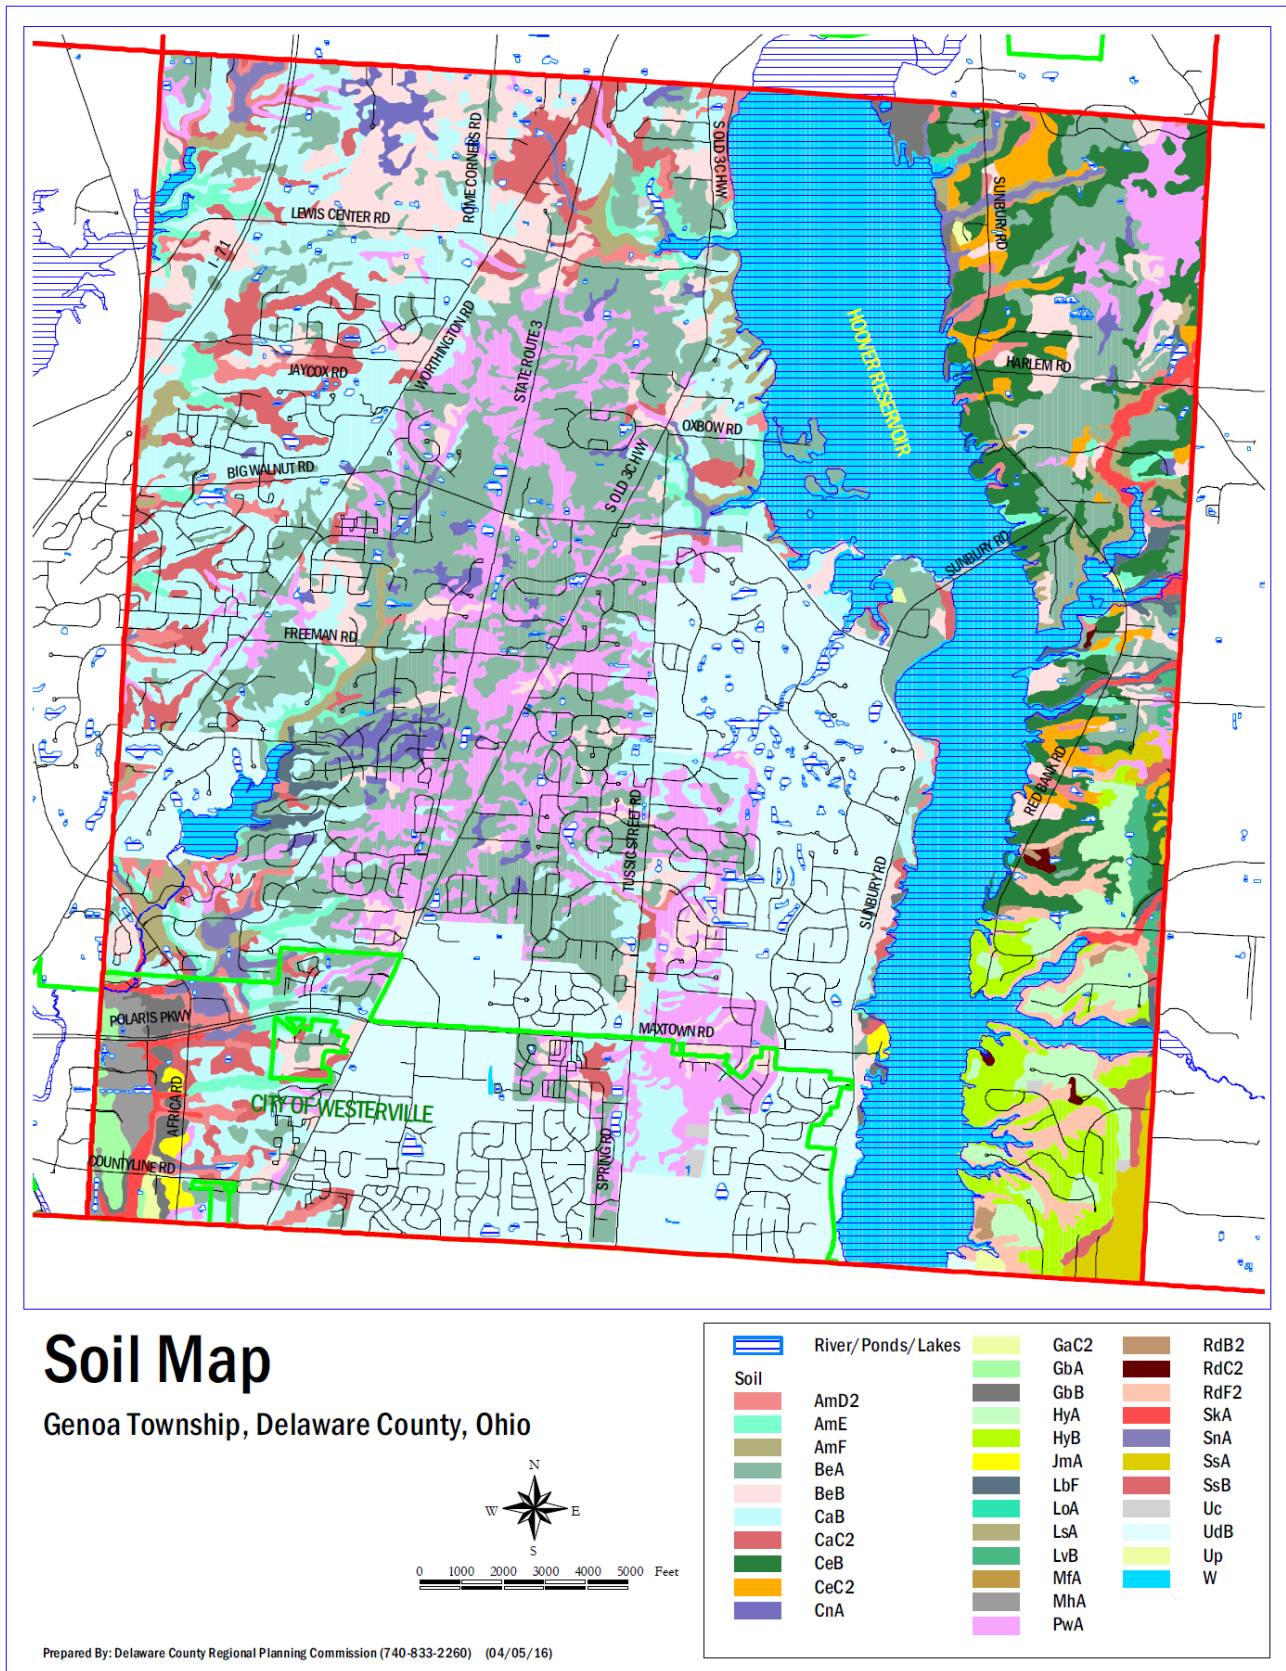 S OLD 3C HWY
ROME CORNERS RD
SUNBURY RD
LEWIS CENTER RD
I - 71
WORTHINGTON RD
STATE ROUTE 3
HOOVER RESERVOIR
HARLEM RD
JAYCOX RD
OXBOW RD
S OLD 3C HWY
BIG WALNUT RD
SUNBURY RD
FREEMAN RD
RED BANK RD
TUSSIC STREET RD
SUNBURY RD
POLARIS PKWY
MAXTOWN RD
AFRICA RD
CITY OF WESTERVILLE
SPRING RD
COUNTYLINE RD
Soil Map
Genoa Township, Delaware County, Ohio
N
W E
S
0 1000 2000 3000 4000 5000 Feet
Prepared By: Delaware County Regional Planning Commission (740-833-2260) (04/05/16)
River/Ponds/Lakes
Soil
AmD2
AmE
AmF
BeA
BeB
CaB
CaC2
CeB
CeC2
CnA
GaC2
GbA
GbB
HyA
HyB
JmA
LbF
LoA
LsA
LvB
MfA
MhA
PwA
RdB2
RdC2
RdF2
SkA
SnA
SsA
SsB
Uc
UdB
Up
W